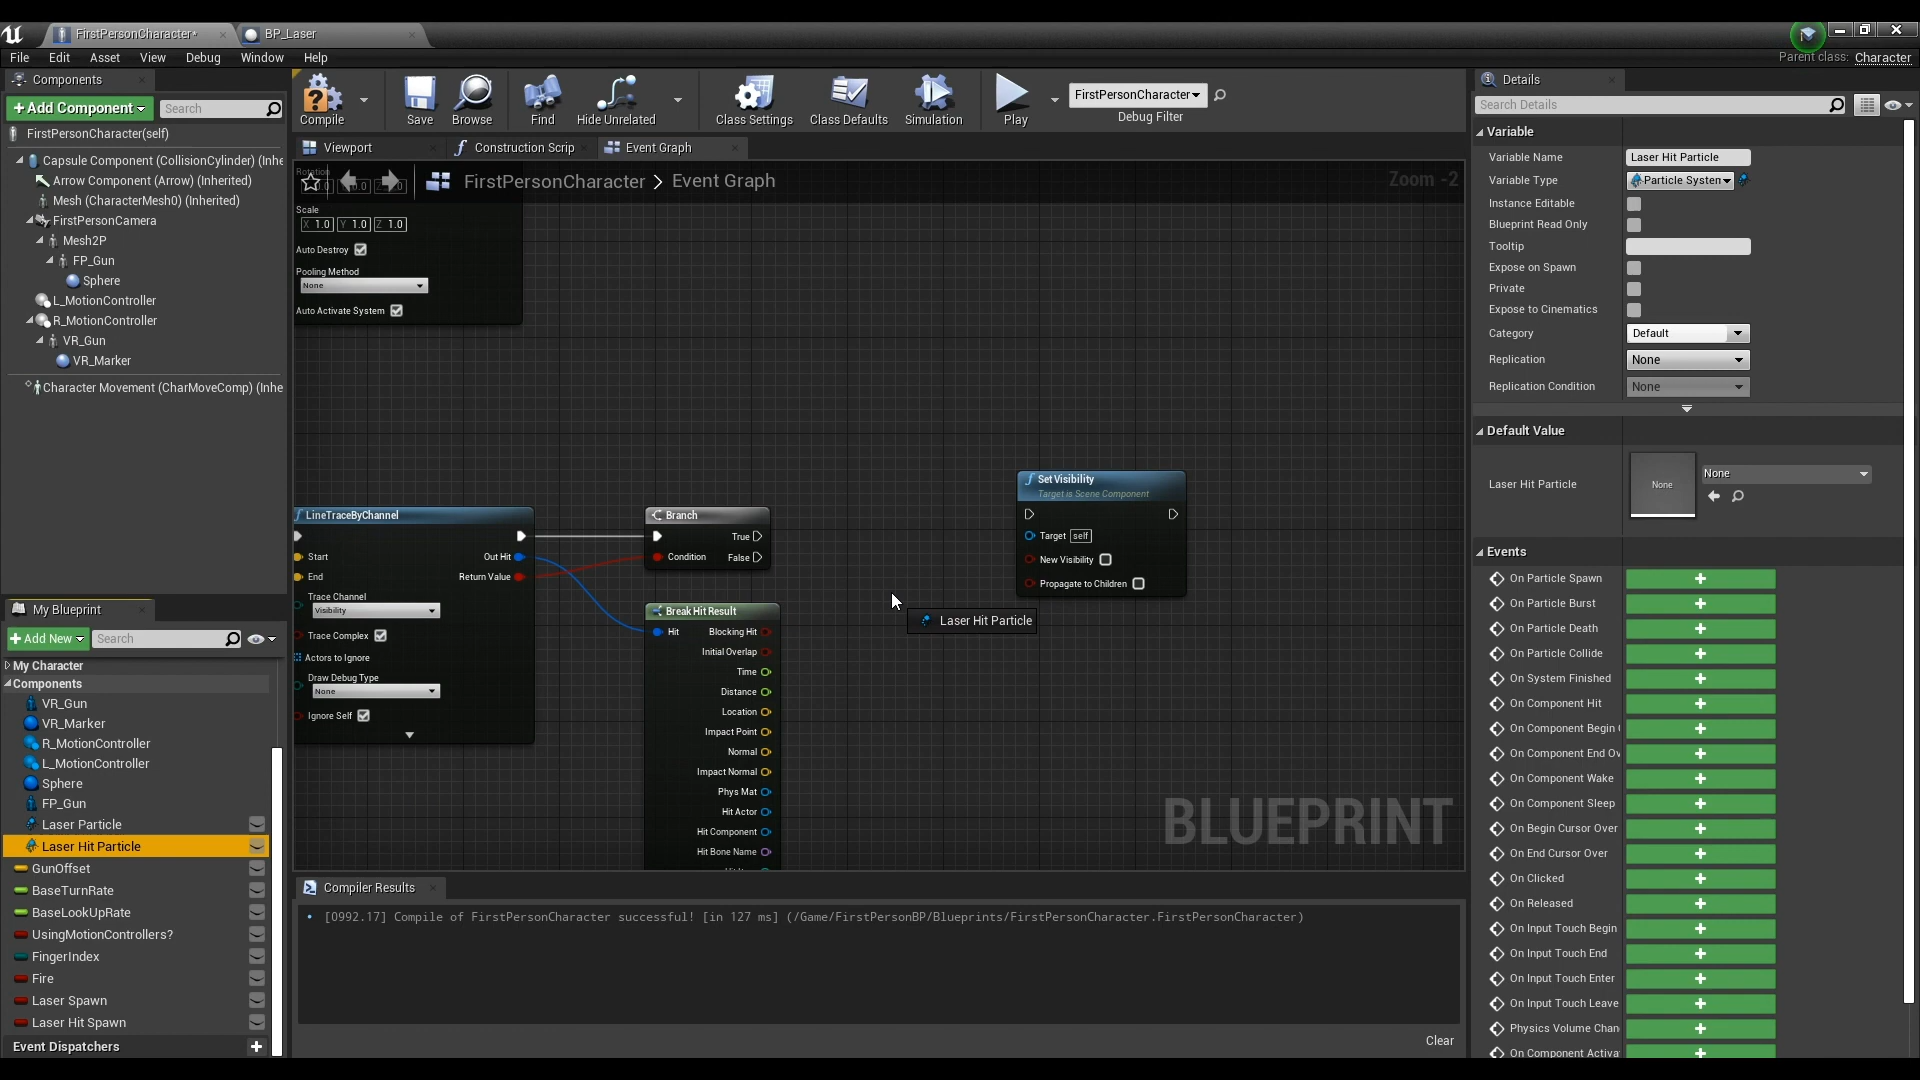 FirstPersonCharacter*
BP_Laser
File Edit Asset View Debug Window Help
Parent class: Character
Components
+Add Component
Search
FirstPersonCharacter(self)
Capsule Component (CollisionCylinder) (Inhe
Arrow Component (Arrow) (Inherited)
Mesh (CharacterMesh0) (Inherited)
FirstPersonCamera
Mesh2P
FP_Gun
Sphere
L_MotionController
R_MotionController
VR_Gun
VR_Marker
Character Movement (CharMoveComp) (Inhe
My Blueprint
+Add New
Search
My Character
Components
VR_Gun
VR_Marker
R_MotionController
L_MotionController
Sphere
FP_Gun
Laser Particle
Laser Hit Particle
GunOffset
BaseTurnRate
BaseLookUpRate
UsingMotionControllers?
FingerIndex
Fire
Laser Spawn
Laser Hit Spawn
Event Dispatchers
Compile
Save
Browse
Find
Hide Unrelated
Class Settings
Class Defaults
Simulation
Play
FirstPersonCharacter
Debug Filter
Viewport
Construction Scrip
Event Graph
FirstPersonCharacter > Event Graph
Zoom -2
Rotation
Scale
X 1.0 Y 1.0 Z 1.0
Auto Destroy
Pooling Method
None
Auto Activate System
LineTraceByChannel
Start
Out Hit
End
Return Value
Trace Channel
Visibility
Trace Complex
Actors to Ignore
Draw Debug Type
None
Ignore Self
Branch
True
Condition
False
Break Hit Result
Hit
Blocking Hit
Initial Overlap
Time
Distance
Location
Impact Point
Normal
Impact Normal
Phys Mat
Hit Actor
Hit Component
Hit Bone Name
Laser Hit Particle
Set Visibility
Target is Scene Component
Target self
New Visibility
Propagate to Children
BLUEPRINT
Compiler Results
[0992.17] Compile of FirstPersonCharacter successful! [in 127 ms] (/Game/FirstPersonBP/Blueprints/FirstPersonCharacter.FirstPersonCharacter)
Clear
Details
Search Details
Variable
Variable Name
Laser Hit Particle
Variable Type
Particle System
Instance Editable
Blueprint Read Only
Tooltip
Expose on Spawn
Private
Expose to Cinematics
Category
Default
Replication
None
Replication Condition
None
Default Value
Laser Hit Particle
None
None
Events
On Particle Spawn
On Particle Burst
On Particle Death
On Particle Collide
On System Finished
On Component Hit
On Component Begin
On Component End Ov
On Component Wake
On Component Sleep
On Begin Cursor Over
On End Cursor Over
On Clicked
On Released
On Input Touch Begin
On Input Touch End
On Input Touch Enter
On Input Touch Leave
Physics Volume Chan
On Component Activa